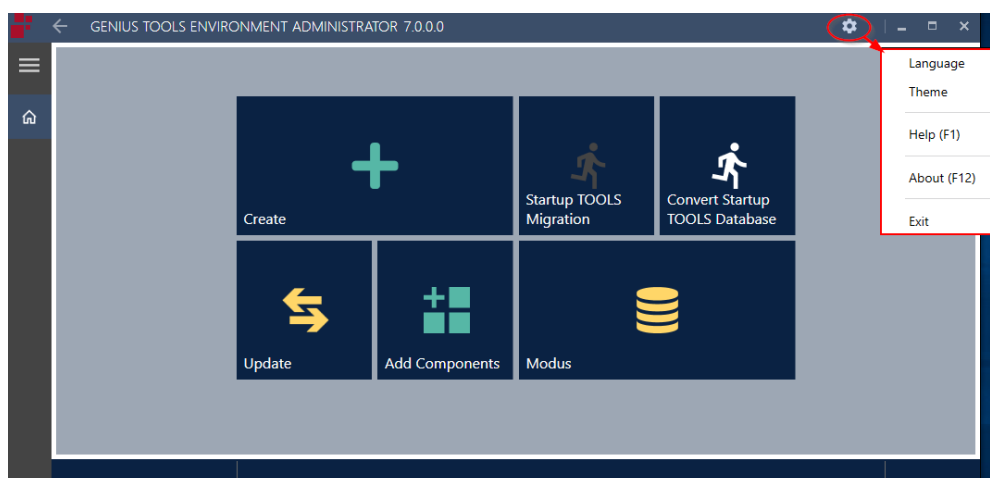 GENIUS TOOLS ENVIRONMENT ADMINISTRATOR 7.0.0.0
Language
Theme
Help (F1)
About (F12)
Exit
Create
Startup TOOLS
Migration
Convert Startup
TOOLS Database
Update
Add Components
Modus